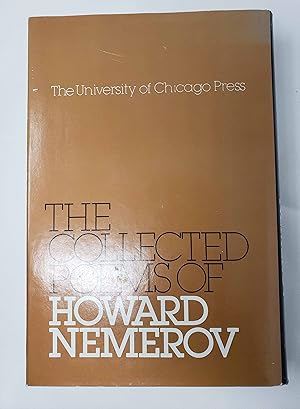 The University of Chicago Press
THE
COLLECTED
POEMS OF
HOWARD
NEMEROV